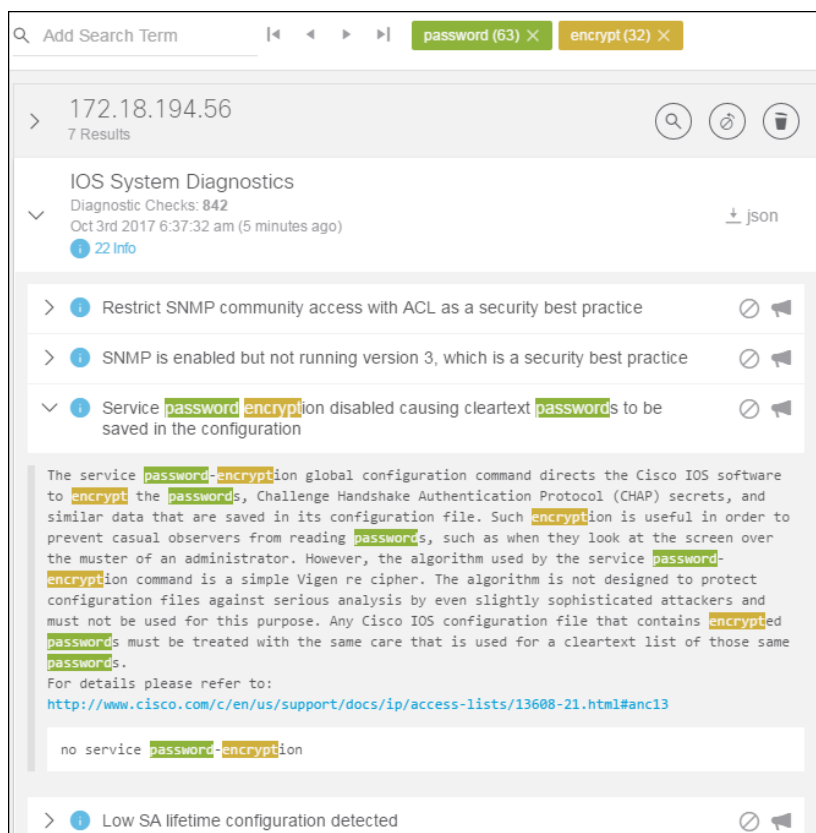 Add Search Term
password (63) ×
encrypt (32) ×
172.18.194.56
7 Results
IOS System Diagnostics
Diagnostic Checks: 842
Oct 3rd 2017 6:37:32 am (5 minutes ago)
22 Info
json
Restrict SNMP community access with ACL as a security best practice
SNMP is enabled but not running version 3, which is a security best practice
Service password encryption disabled causing cleartext passwords to be
saved in the configuration
The service password-encryption global configuration command directs the Cisco IOS software
to encrypt the passwords, Challenge Handshake Authentication Protocol (CHAP) secrets, and
similar data that are saved in its configuration file. Such encryption is useful in order to
prevent casual observers from reading passwords, such as when they look at the screen over
the muster of an administrator. However, the algorithm used by the service password-
encryption command is a simple Vigen re cipher. The algorithm is not designed to protect
configuration files against serious analysis by even slightly sophisticated attackers and
must not be used for this purpose. Any Cisco IOS configuration file that contains encrypted
passwords must be treated with the same care that is used for a cleartext list of those same
passwords.
For details please refer to:
http://www.cisco.com/c/en/us/support/docs/ip/access-lists/13608-21.html#anc13
no service password-encryption
Low SA lifetime configuration detected